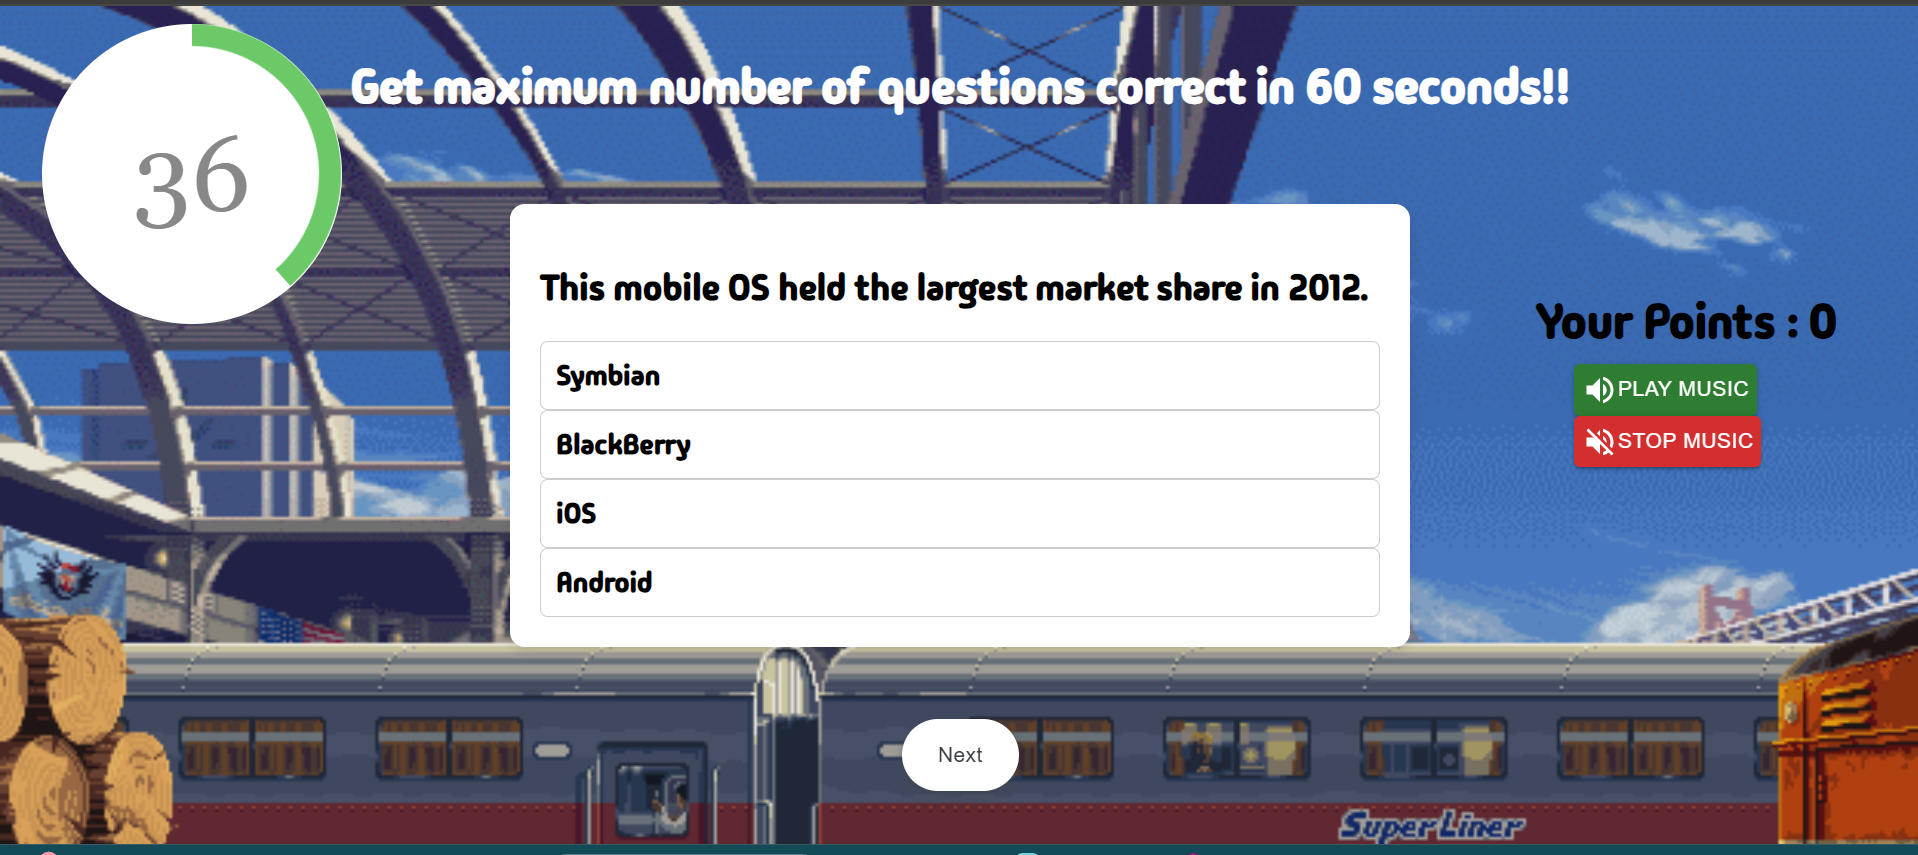 Get maximum number of questions correct in 60 seconds!!
36
This mobile OS held the largest market share in 2012.
Symbian
BlackBerry
iOS
Android
Your Points : 0
PLAY MUSIC
STOP MUSIC
Next
Super Liner